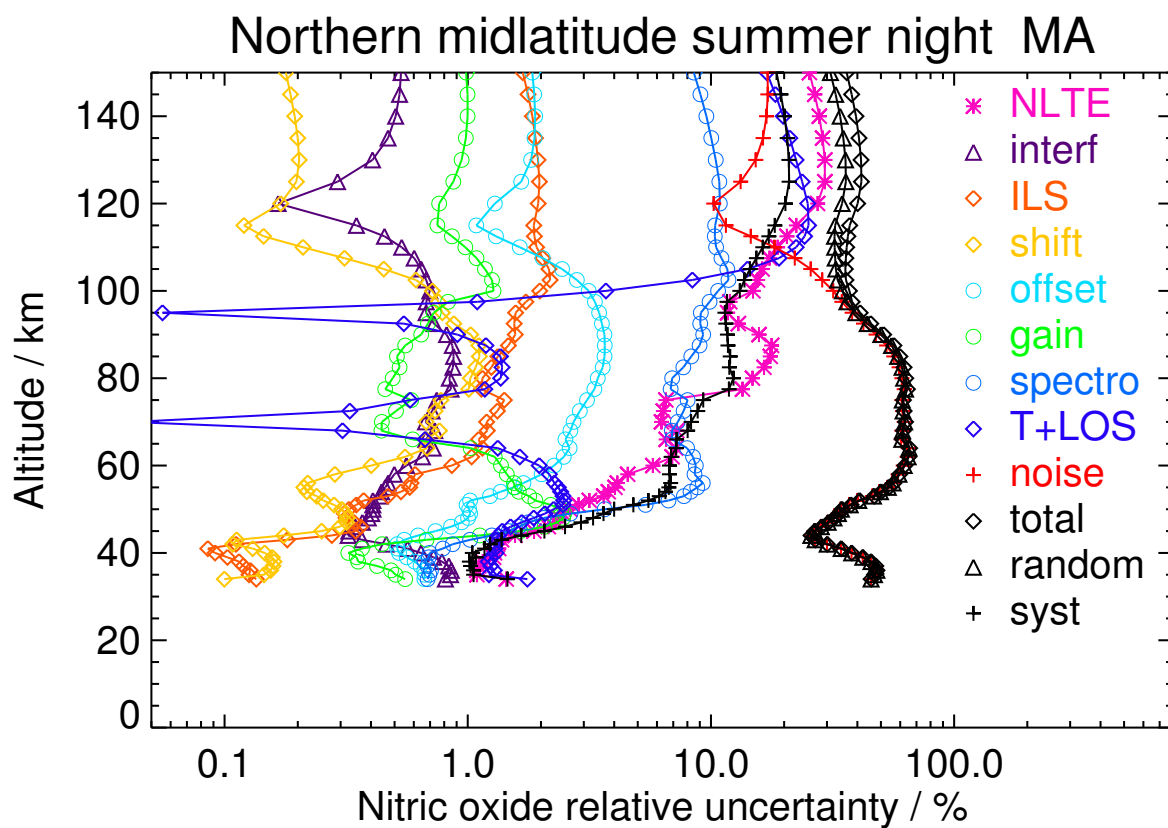 Northern midlatitude summer night MA
Altitude / km
140
120
100
80
60
40
20
0
NLTE
interf
ILS
shift
offset
gain
spectro
T+LOS
noise
total
random
syst
0.1 1.0 10.0 100.0
Nitric oxide relative uncertainty / %